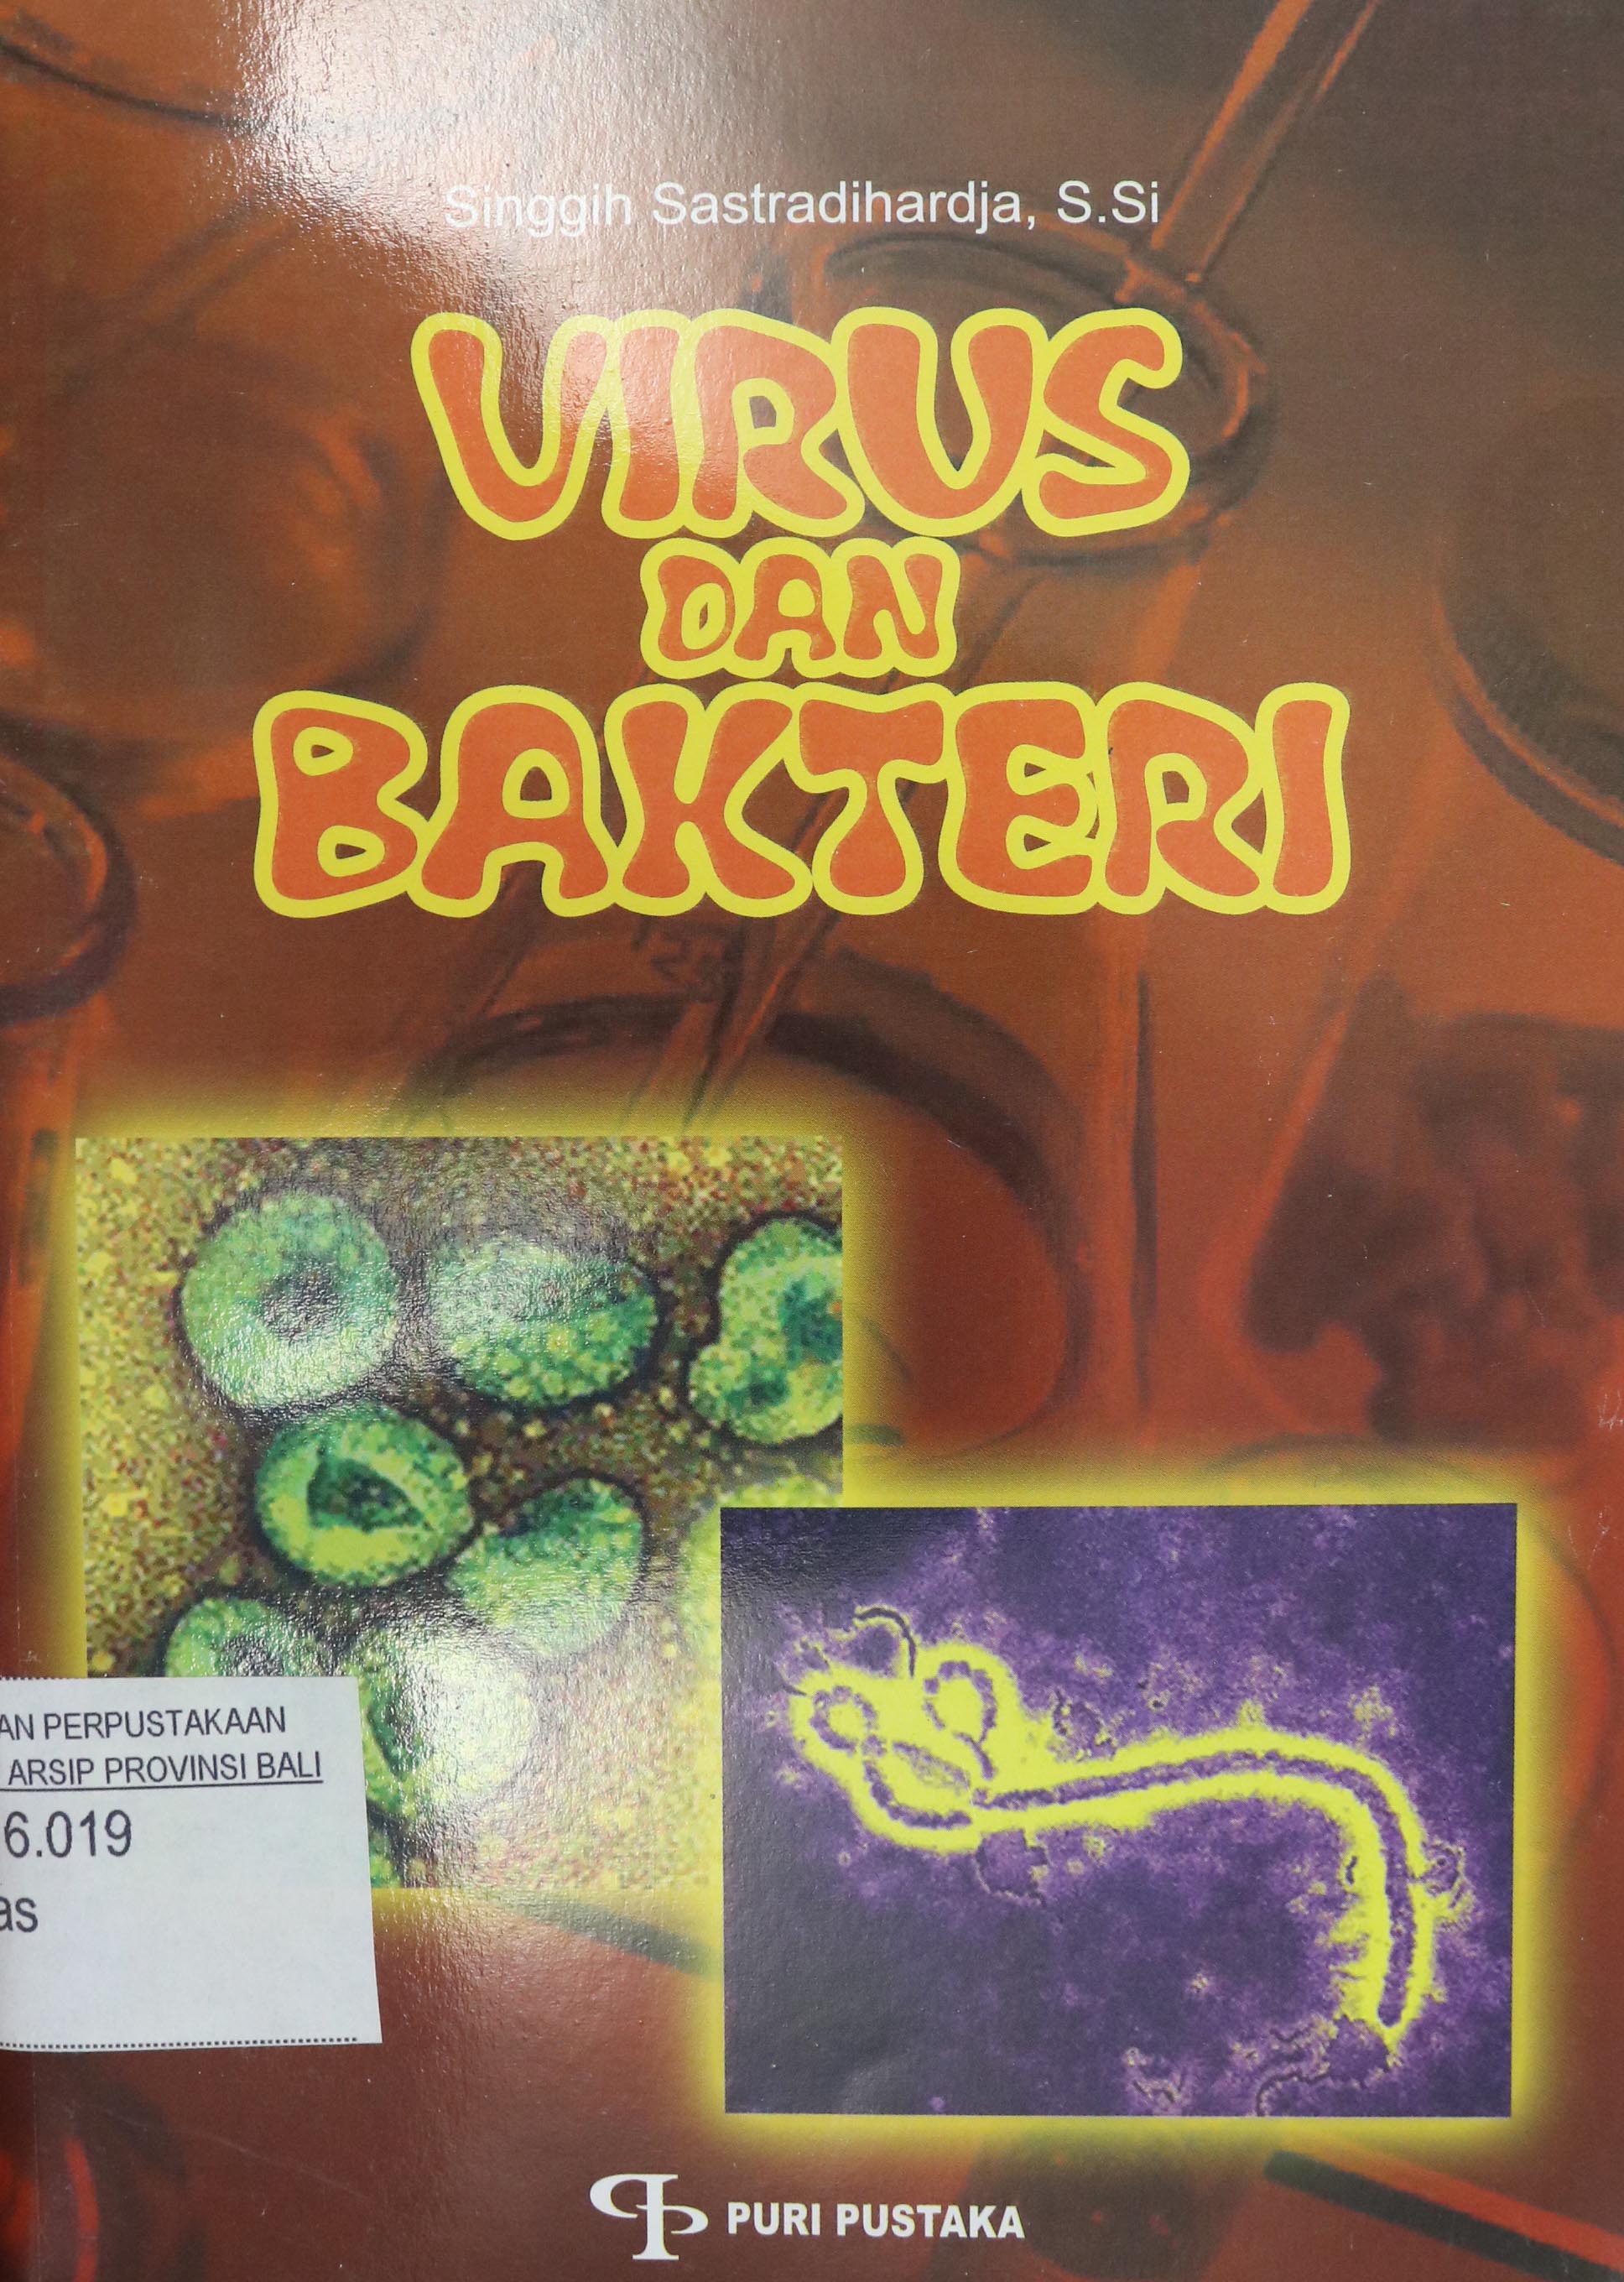 Singgih Sastradihardja, S.Si
VIRUS
DAN
BAKTERI
AN PERPUSTAKAAN
ARSIP PROVINSI BALI
6.019
as
PURI PUSTAKA